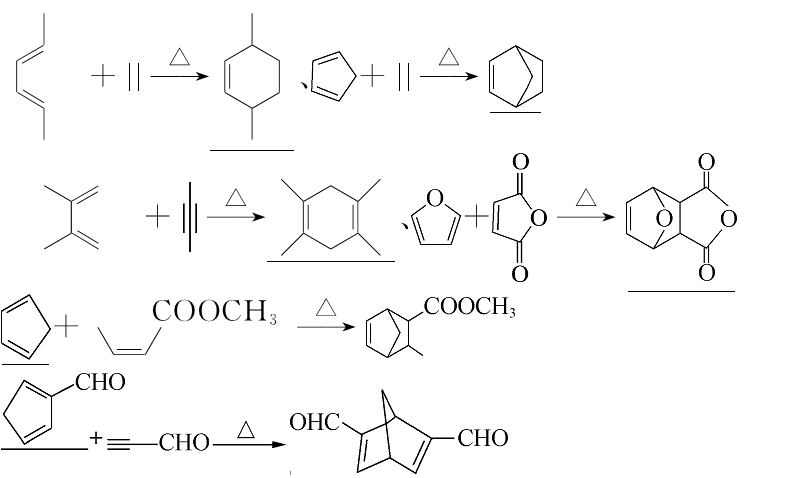 + || △ 、 + || △
+ △ 、 O + O O O △ O O O O
+ COOCH₃ △ COOCH₃
CHO + CHO △ OHC CHO